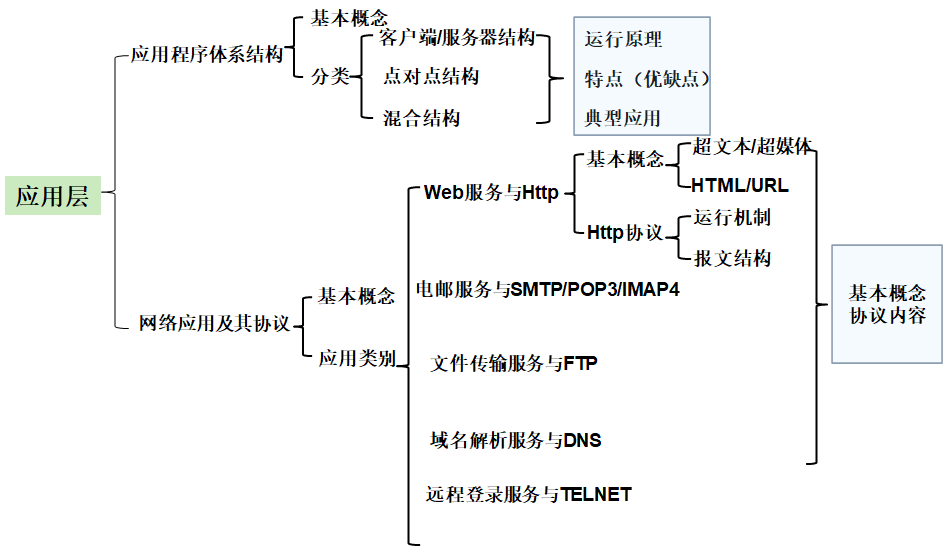 应用层
应用程序体系结构
基本概念
分类
客户端/服务器结构
点对点结构
混合结构
运行原理
特点（优缺点）
典型应用
网络应用及其协议
基本概念
应用类别
Web服务与Http
基本概念
超文本/超媒体
HTML/URL
Http协议
运行机制
报文结构
电邮服务与SMTP/POP3/IMAP4
文件传输服务与FTP
域名解析服务与DNS
远程登录服务与TELNET
基本概念
协议内容